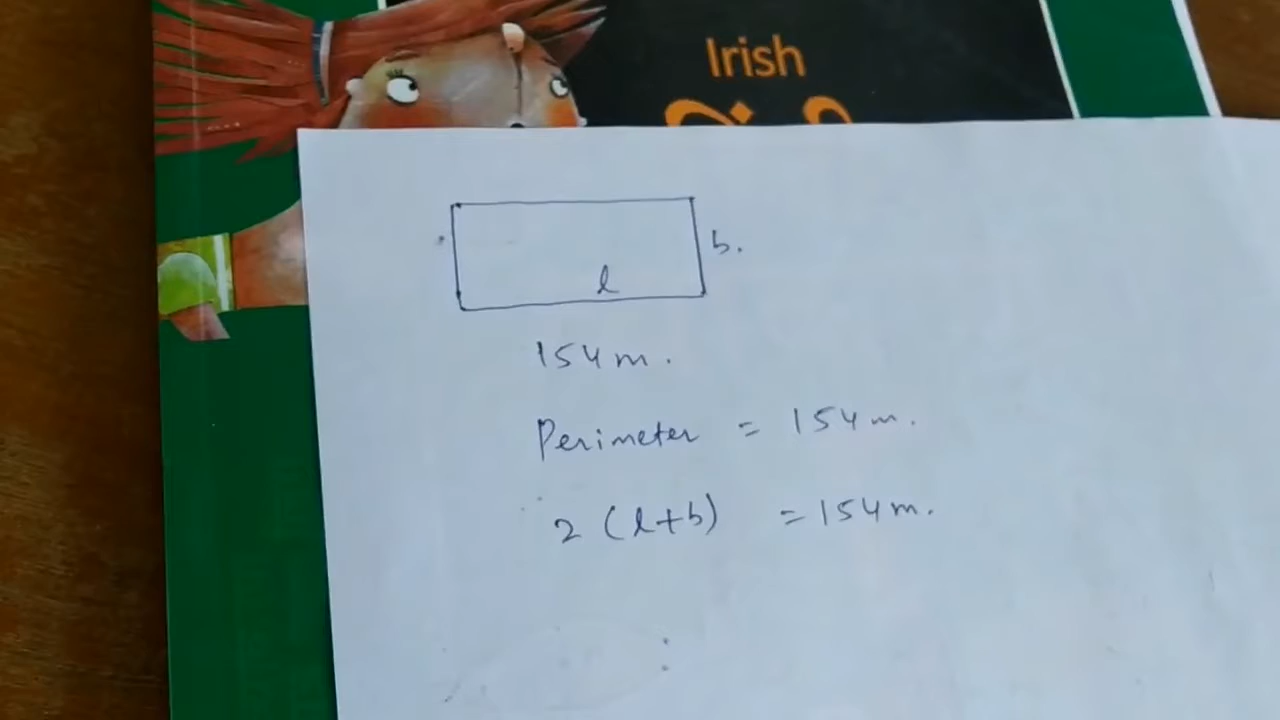 Irish
b.
l
154 m.
Perimeter = 154 m.
2 (l+b) = 154 m.